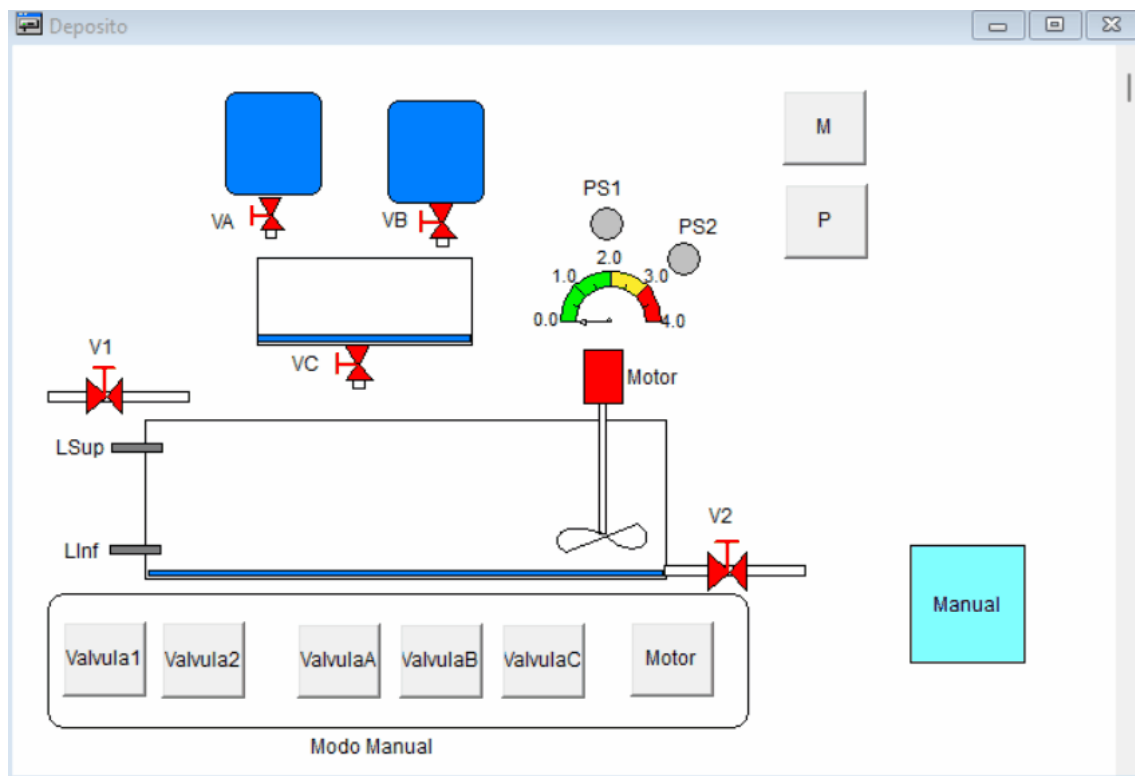 Deposito
M
PS1
VA
VB
PS2
P
2.0
1.0
3.0
0.0
4.0
V1
VC
Motor
LSup
V2
LInf
Manual
Valvula1
Valvula2
ValvulaA
ValvulaB
ValvulaC
Motor
Modo Manual